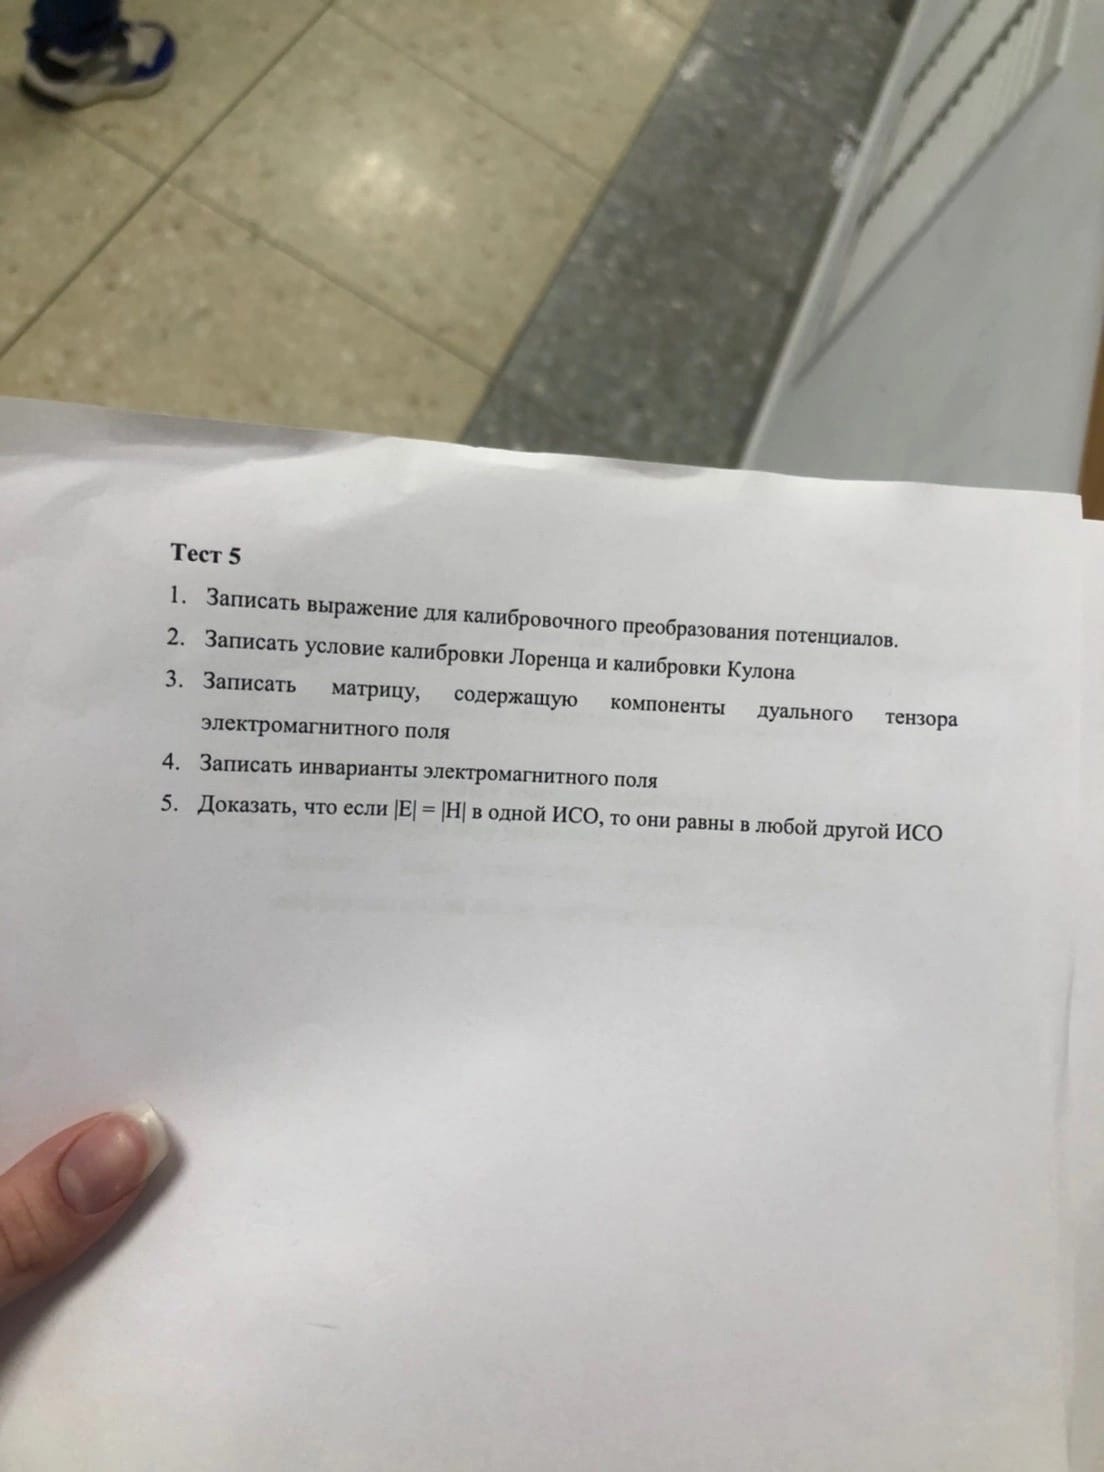 Тест 5
1. Записать выражение для калибровочного преобразования потенциалов.
2. Записать условие калибровки Лоренца и калибровки Кулона
3. Записать матрицу, содержащую компоненты дуального тензора
электромагнитного поля
4. Записать инварианты электромагнитного поля
5. Доказать, что если |E| = |H| в одной ИСО, то они равны в любой другой ИСО